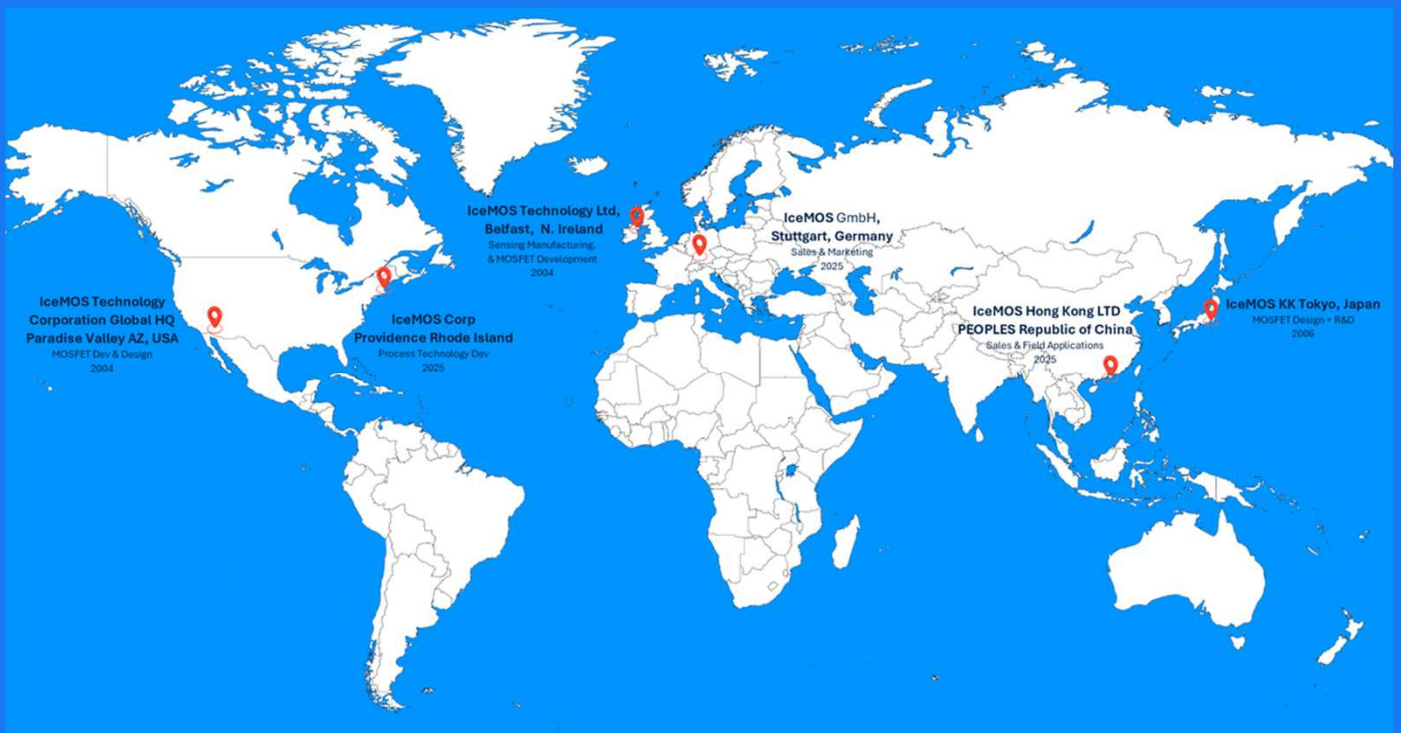 IceMOS Technology
Corporation Global HQ
Paradise Valley AZ, USA
MOSFET Dev & Design
2004
IceMOS Corp
Providence Rhode Island
Process Technology Dev
2025
IceMOS Technology Ltd,
Belfast, N. Ireland
Sensing Manufacturing.
& MOSFET Development
2004
IceMOS GmbH,
Stuttgart, Germany
Sales & Marketing
2025
IceMOS Hong Kong LTD
PEOPLES Republic of China
Sales & Field Applications
2025
IceMOS KK Tokyo, Japan
MOSFET Design + R&D
2006